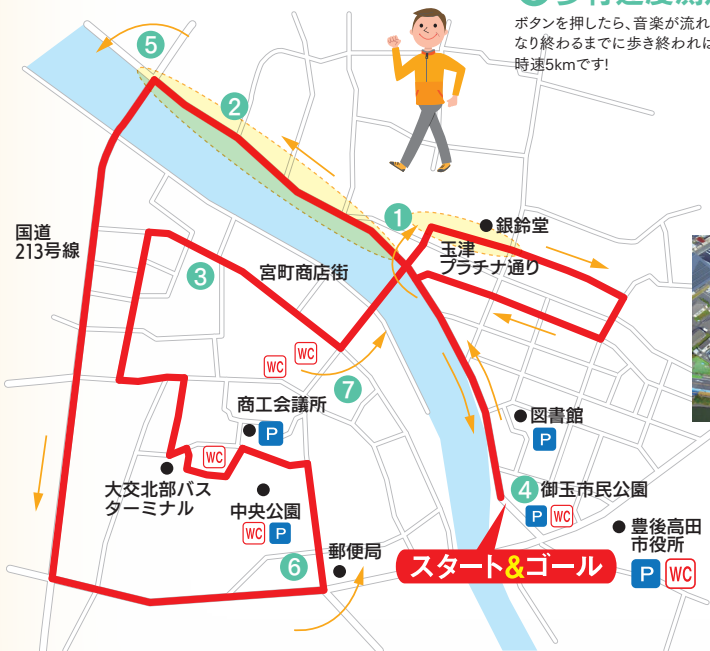 ボタンを押したら、音楽が流れ
なり終わるまでに歩き終われば
時速5kmです!
5
2
1
銀鈴堂
玉津
プラチナ通り
国道
213号線
3
宮町商店街
WC
WC
7
商工会議所
P
図書館
P
WC
大交北部バス
ターミナル
中央公園
WC P
4 御玉市民公園
P WC
豊後高田
市役所
P WC
6
郵便局
スタート&ゴール